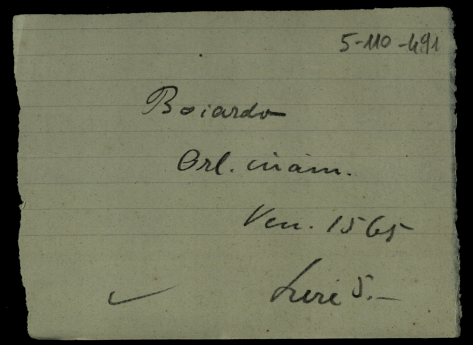 5-110-491
Boiardo
Orl. inam.
Ven. 1565
Lire 5.-